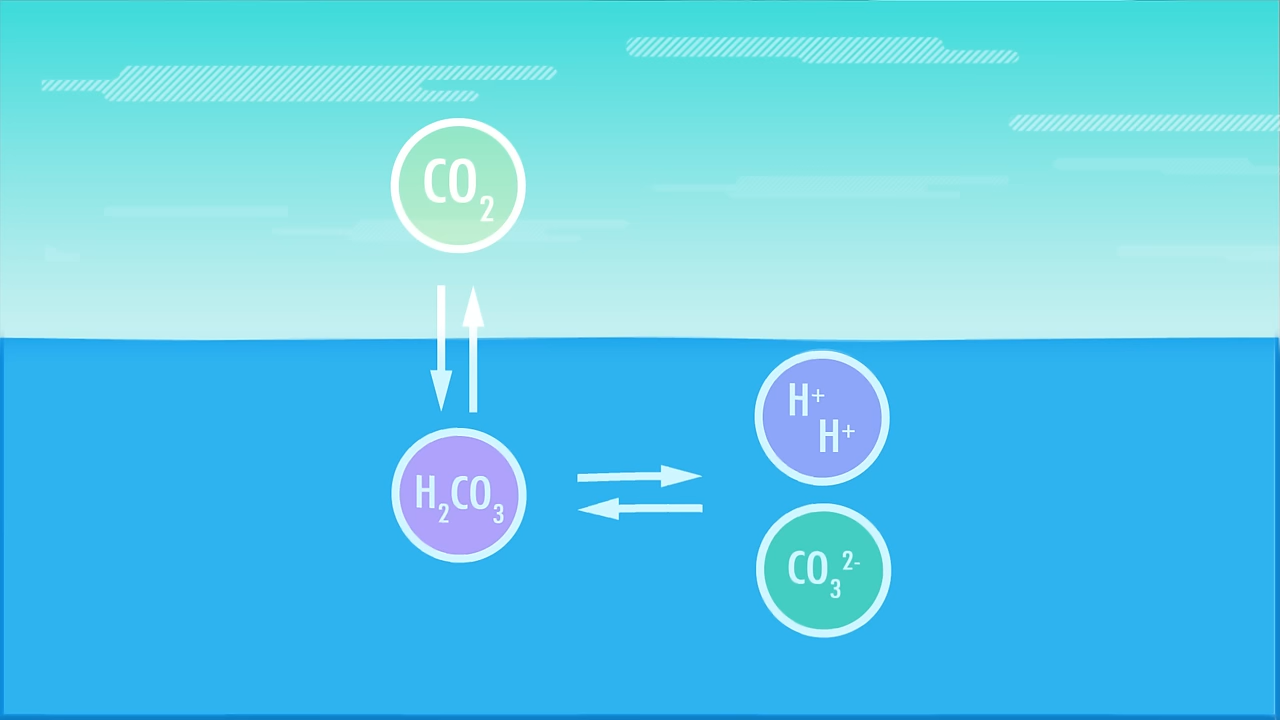 CO₂
H₂CO₃
H⁺
H⁺
CO₃²⁻